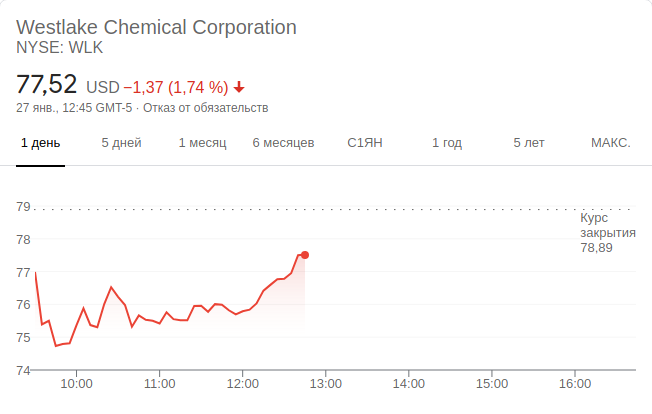 Westlake Chemical Corporation
NYSE: WLK
77,52 USD −1,37 (1,74 %)
27 янв., 12:45 GMT-5 · Отказ от обязательств
1 день 5 дней 1 месяц 6 месяцев С1ЯН 1 год 5 лет МАКС.
79
Курс
закрытия
78,89
78
77
76
75
74
10:00 11:00 12:00 13:00 14:00 15:00 16:00